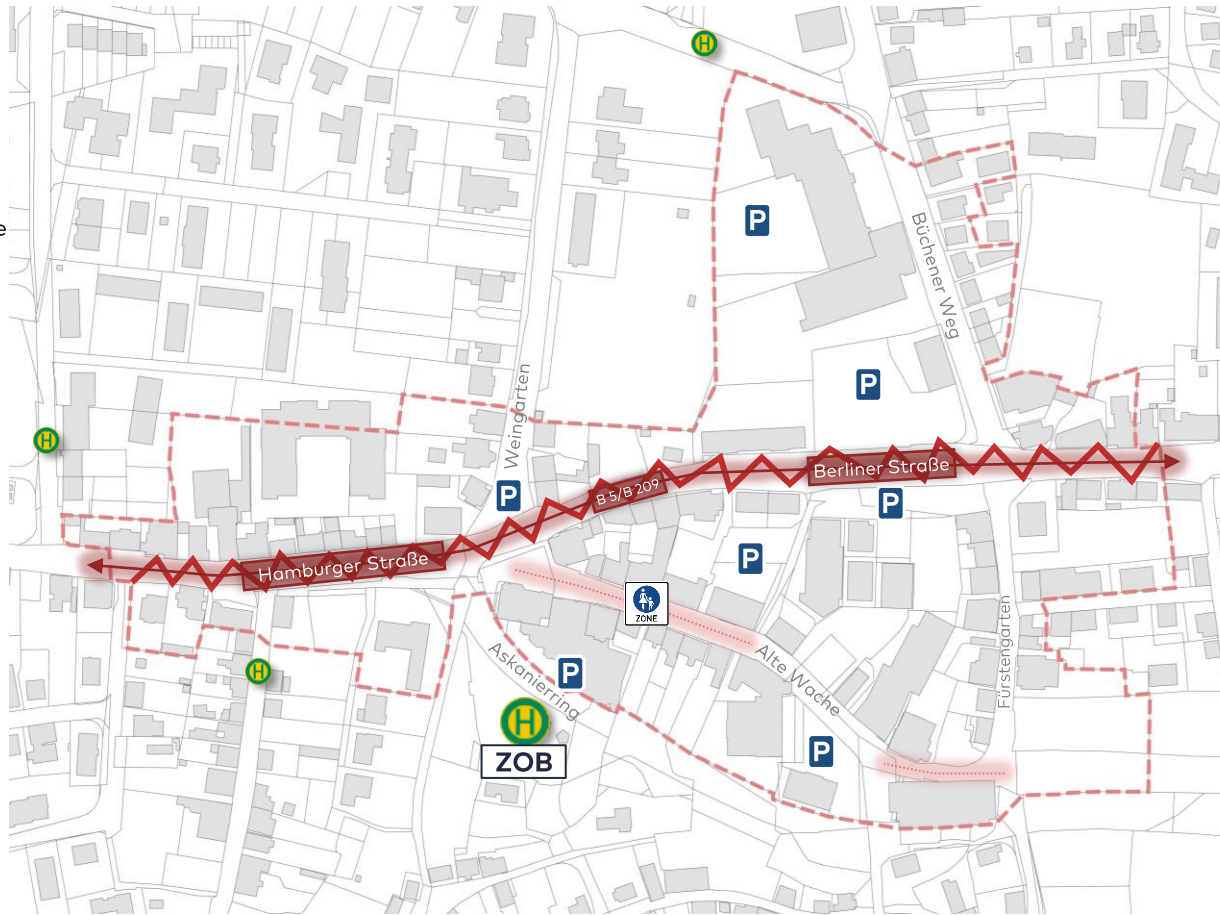 H
P
e
Büchener Weg
P
H
Weingarten
P
B 5/B 209
Berliner Straße
P
Hamburger Straße
P
ZONE
H
Askanierring
P
Alte Wache
Fürstengarten
H
ZOB
P